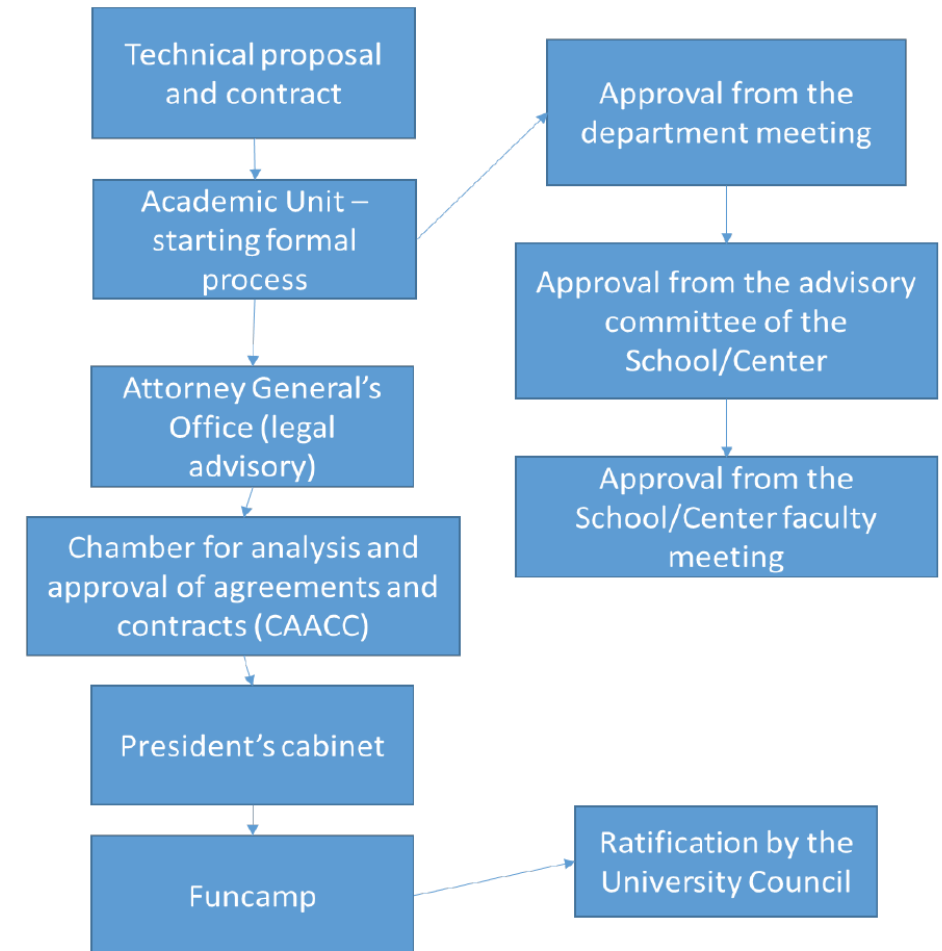 Technical proposal
and contract
Academic Unit –
starting formal
process
Attorney General’s
Office (legal
advisory)
Chamber for analysis and
approval of agreements and
contracts (CAACC)
President’s cabinet
Funcamp
Approval from the
department meeting
Approval from the advisory
committee of the
School/Center
Approval from the
School/Center faculty
meeting
Ratification by the
University Council